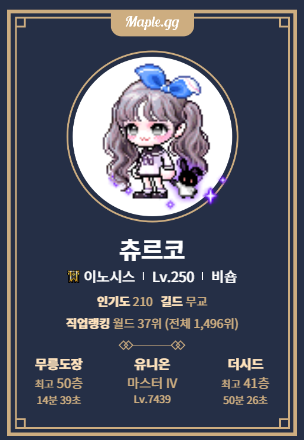 Maple.gg
츄르코
이노시스 | Lv.250 | 비숍
인기도 210 길드 무교
직업랭킹 월드 37위 (전체 1,496위)
무릉도장 유니온 더시드
최고 50층 마스터 IV 최고 41층
14분 39초 Lv.7439 50분 26초